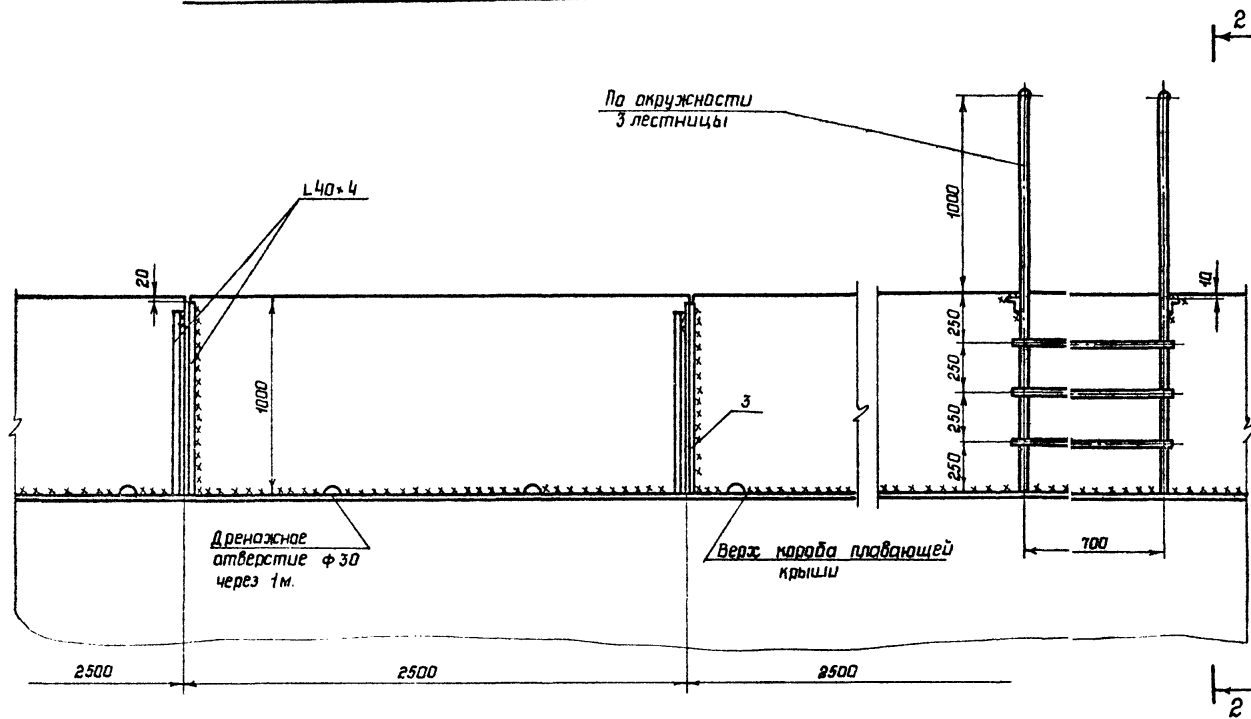 2
По окружности
3 лестницы
L40×4
20
1000
10
250
250
1000
250
3
250
Дренажное
отверстие ф30
через 1м.
Верх короба плавающей
крыши
700
2500
2500
2500
2